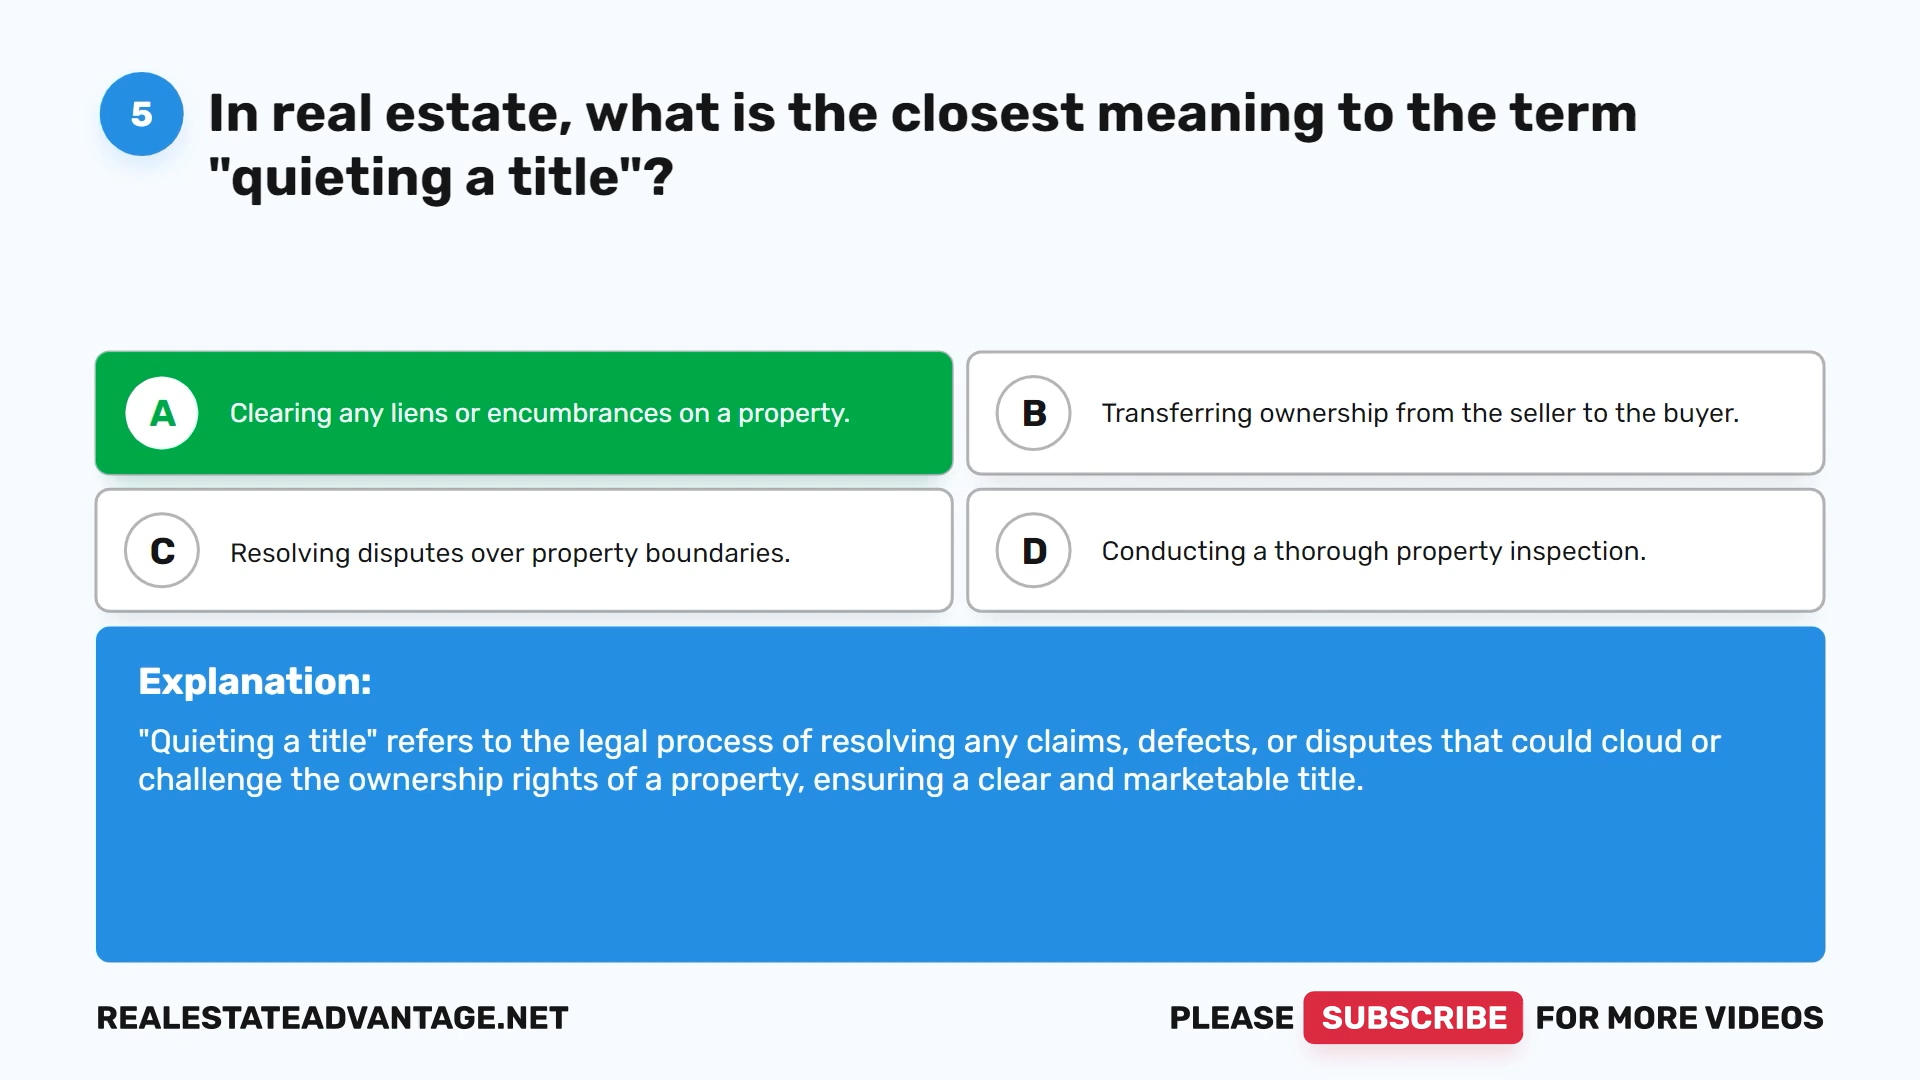 5
In real estate, what is the closest meaning to the term
"quieting a title"?
A
Clearing any liens or encumbrances on a property.
B
Transferring ownership from the seller to the buyer.
C
Resolving disputes over property boundaries.
D
Conducting a thorough property inspection.
Explanation:
"Quieting a title" refers to the legal process of resolving any claims, defects, or disputes that could cloud or
challenge the ownership rights of a property, ensuring a clear and marketable title.
REALESTATEADVANTAGE.NET
PLEASE SUBSCRIBE FOR MORE VIDEOS